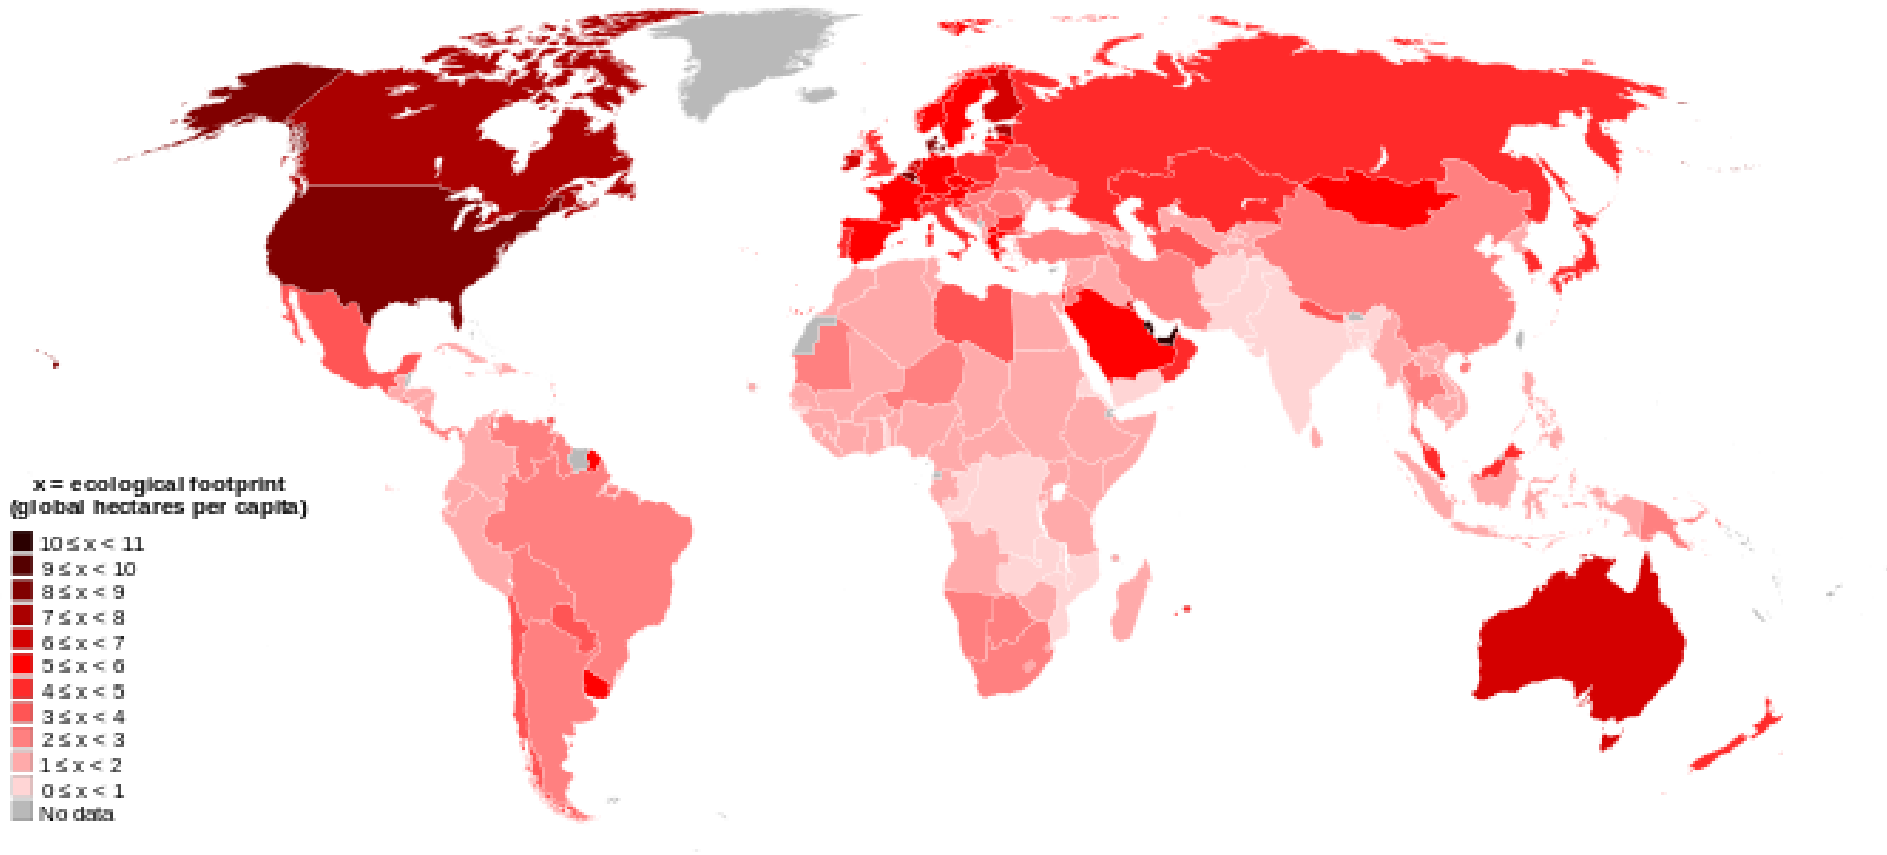 x = ecological footprint
(global hectares per capita)
10 ≤ x < 11
9 ≤ x < 10
8 ≤ x < 9
7 ≤ x < 8
6 ≤ x < 7
5 ≤ x < 6
4 ≤ x < 5
3 ≤ x < 4
2 ≤ x < 3
1 ≤ x < 2
0 ≤ x < 1
No data